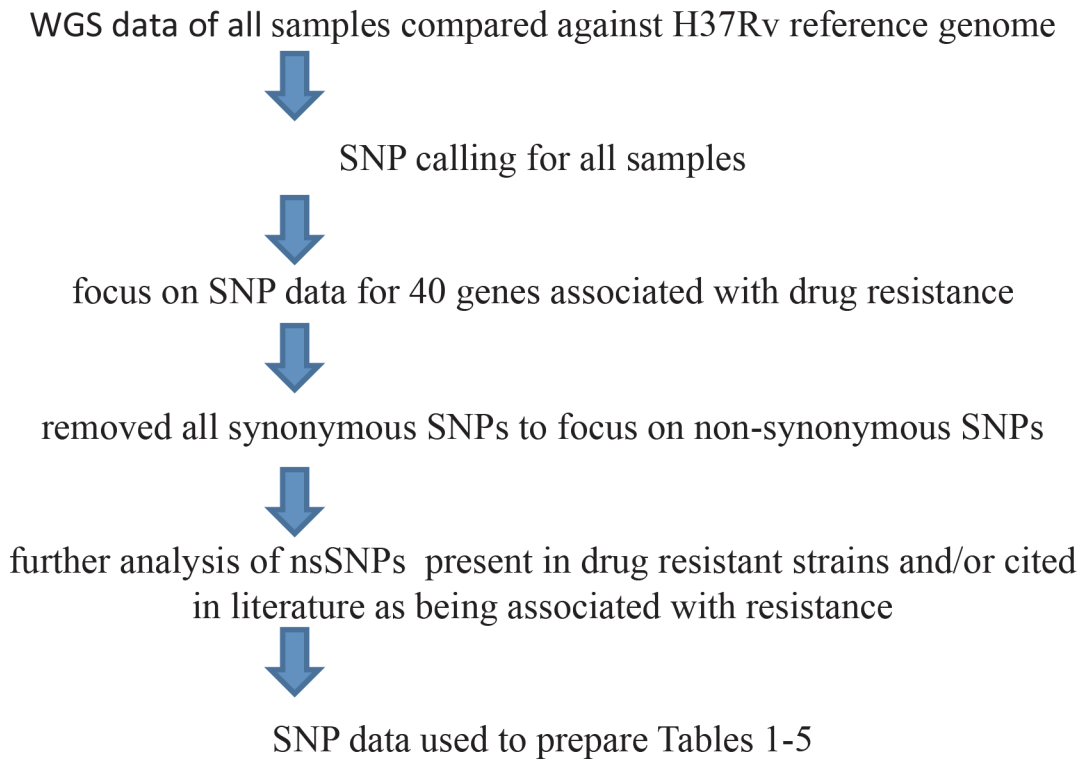 WGS data of all samples compared against H37Rv reference genome
SNP calling for all samples
focus on SNP data for 40 genes associated with drug resistance
removed all synonymous SNPs to focus on non-synonymous SNPs
further analysis of nsSNPs present in drug resistant strains and/or cited
in literature as being associated with resistance
SNP data used to prepare Tables 1-5